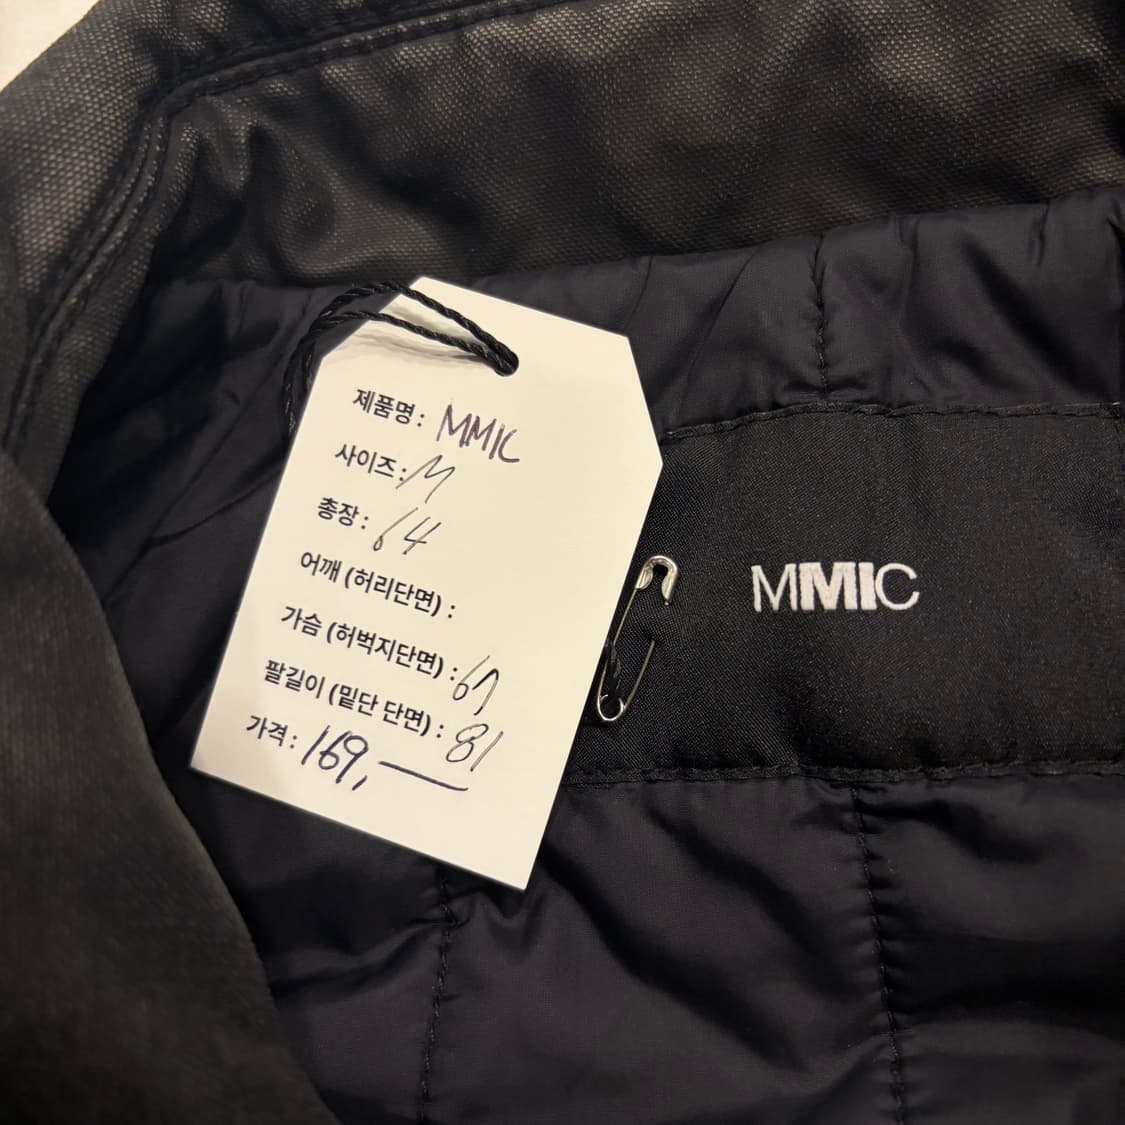 제품명 : MMIC
사이즈 : M
총장 : 64
어깨 (허리단면) :
가슴 (허벅지단면) : 67
팔길이 (밑단 단면) : 81
가격 : 169,—
MMIC